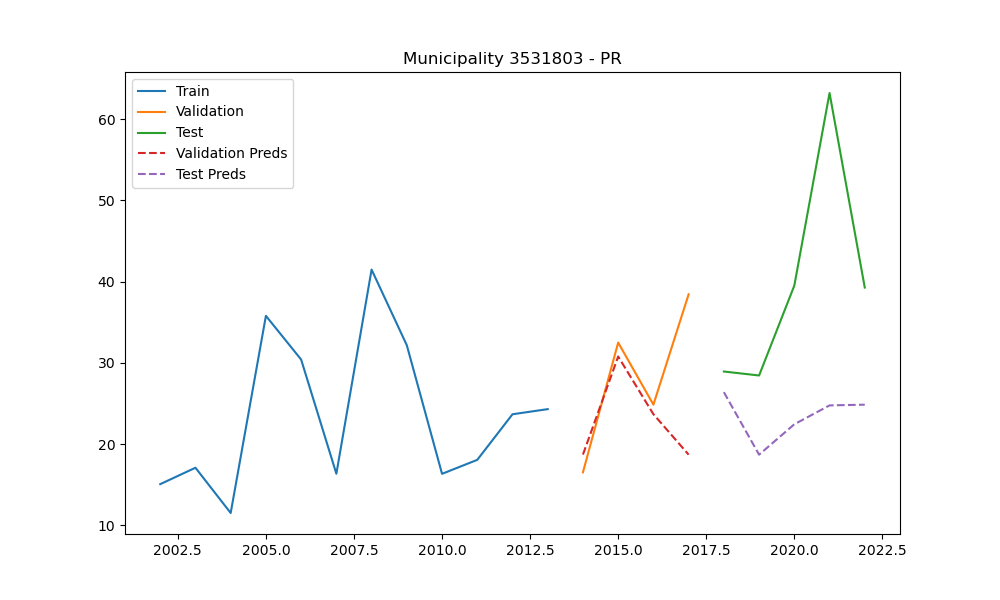 Municipality 3531803 - PR
Train
Validation
Test
Validation Preds
Test Preds
60
50
40
30
20
10
2002.5 2005.0 2007.5 2010.0 2012.5 2015.0 2017.5 2020.0 2022.5